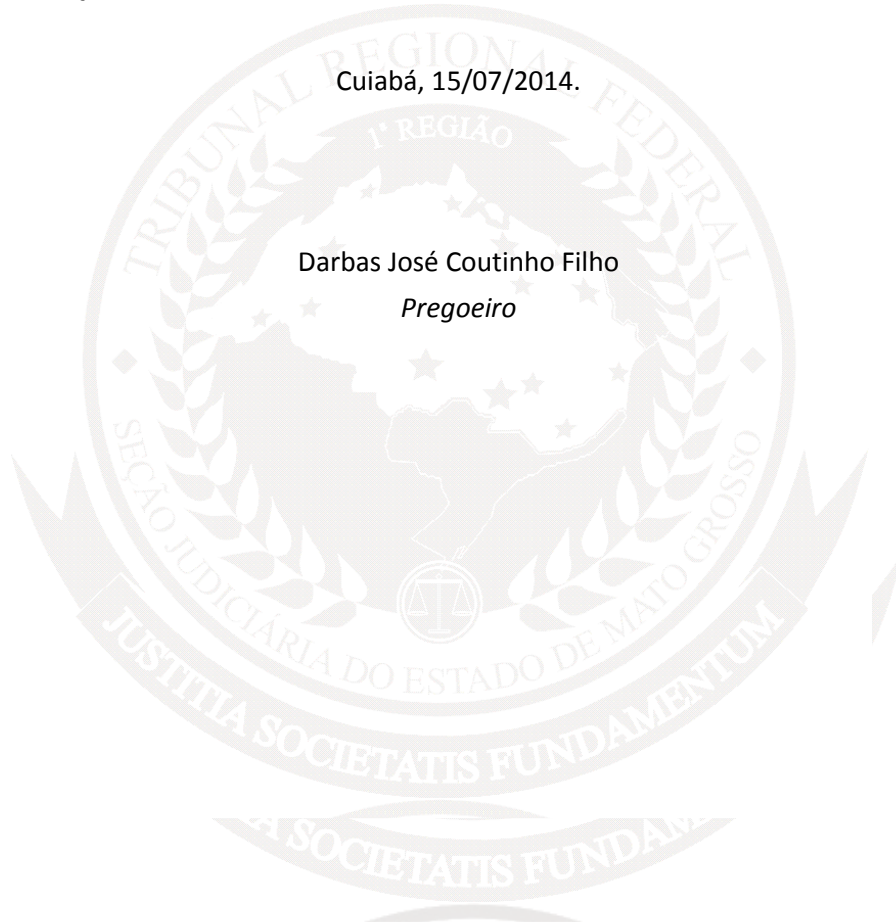 Cuiabá, 15/07/2014.
TRIBUNAL REGIONAL FEDERAL
1ª REGIÃO
Darbas José Coutinho Filho
Pregoeiro
SEÇÃO JUDICIÁRIA DO ESTADO DE MATO GROSSO
JUSTITIA SOCIETATIS FUNDAMENTUM
SOCIETATIS